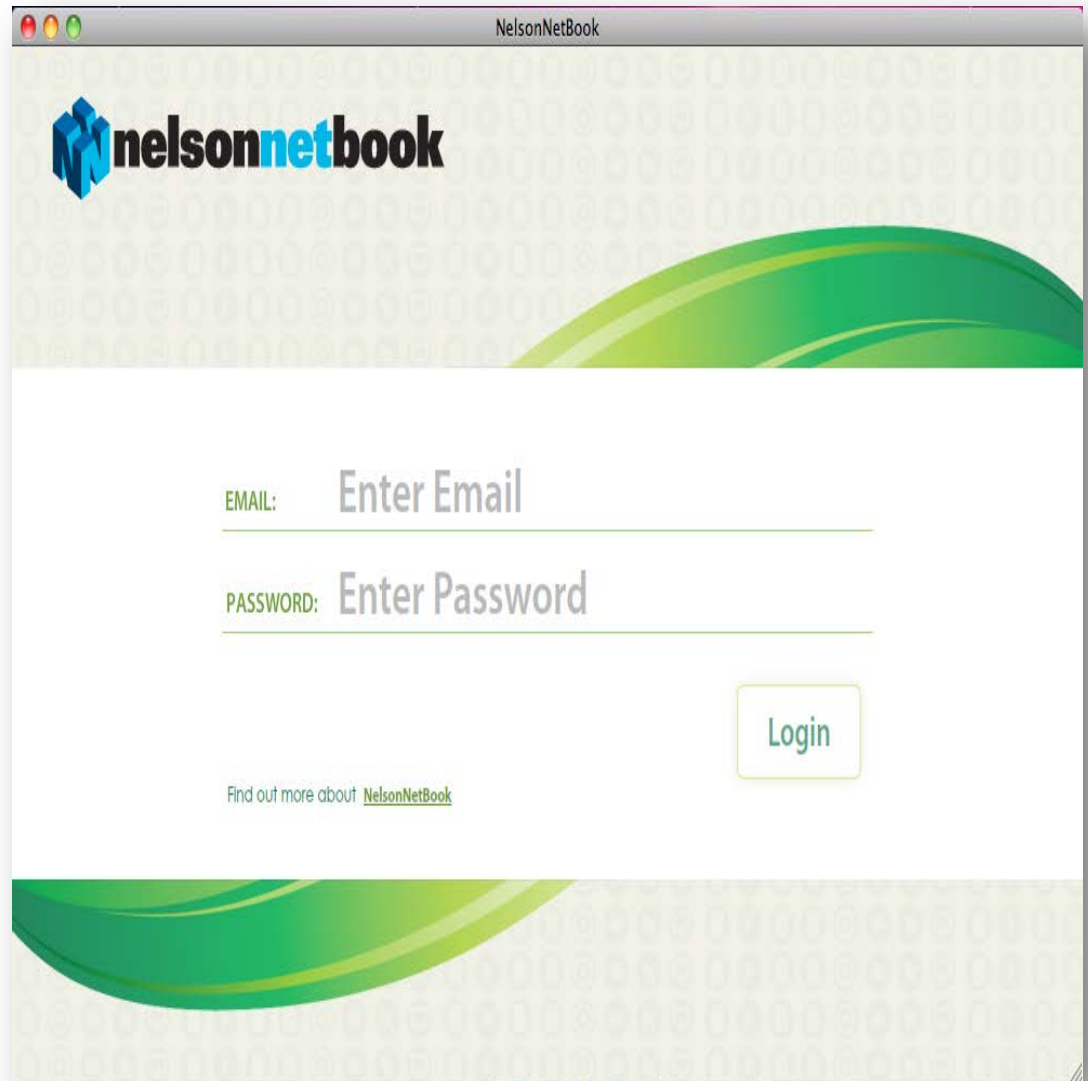 NelsonNetBook
nelsonnetbook
EMAIL: Enter Email
PASSWORD: Enter Password
Login
Find out more about NelsonNetBook